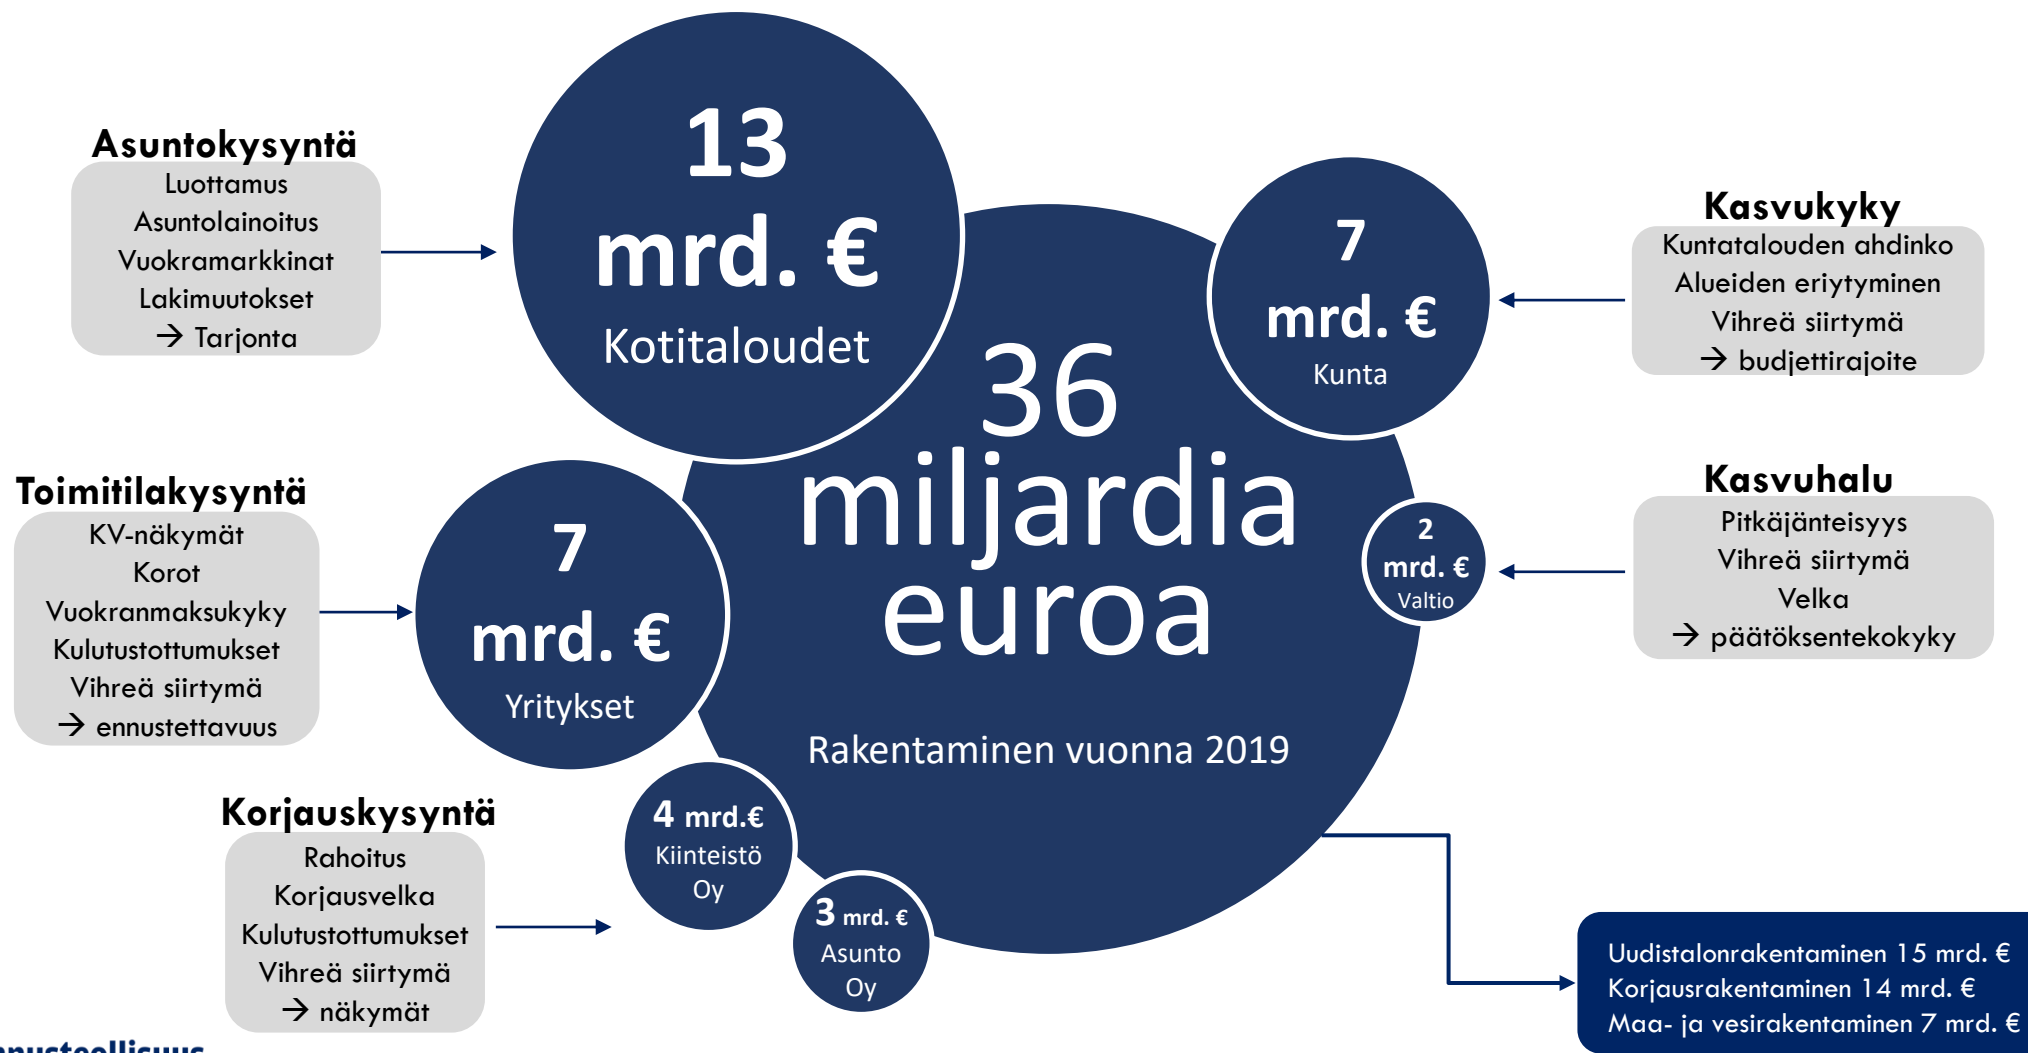 Asuntokysyntä
Luottamus
Asuntolainoitus
Vuokramarkkinat
Lakimuutokset
→ Tarjonta
13
mrd. €
Kotitaloudet
7
mrd. €
Kunta
Kasvukyky
Kuntatalouden ahdinko
Alueiden eriytyminen
Vihreä siirtymä
→ budjettirajoite
36
miljardia
euroa
Rakentaminen vuonna 2019
Toimitilakysyntä
KV-näkymät
Korot
Vuokranmaksukyky
Kulutustottumukset
Vihreä siirtymä
→ ennustettavuus
7
mrd. €
Yritykset
2
mrd. €
Valtio
Kasvuhalu
Pitkäjänteisyys
Vihreä siirtymä
Velka
→ päätöksentekokyky
Korjauskysyntä
Rahoitus
Korjausvelka
Kulutustottumukset
Vihreä siirtymä
→ näkymät
4 mrd.€
Kiinteistö
Oy
3 mrd. €
Asunto
Oy
Uudistalonrakentaminen 15 mrd. €
Korjausrakentaminen 14 mrd. €
Maa- ja vesirakentaminen 7 mrd. €